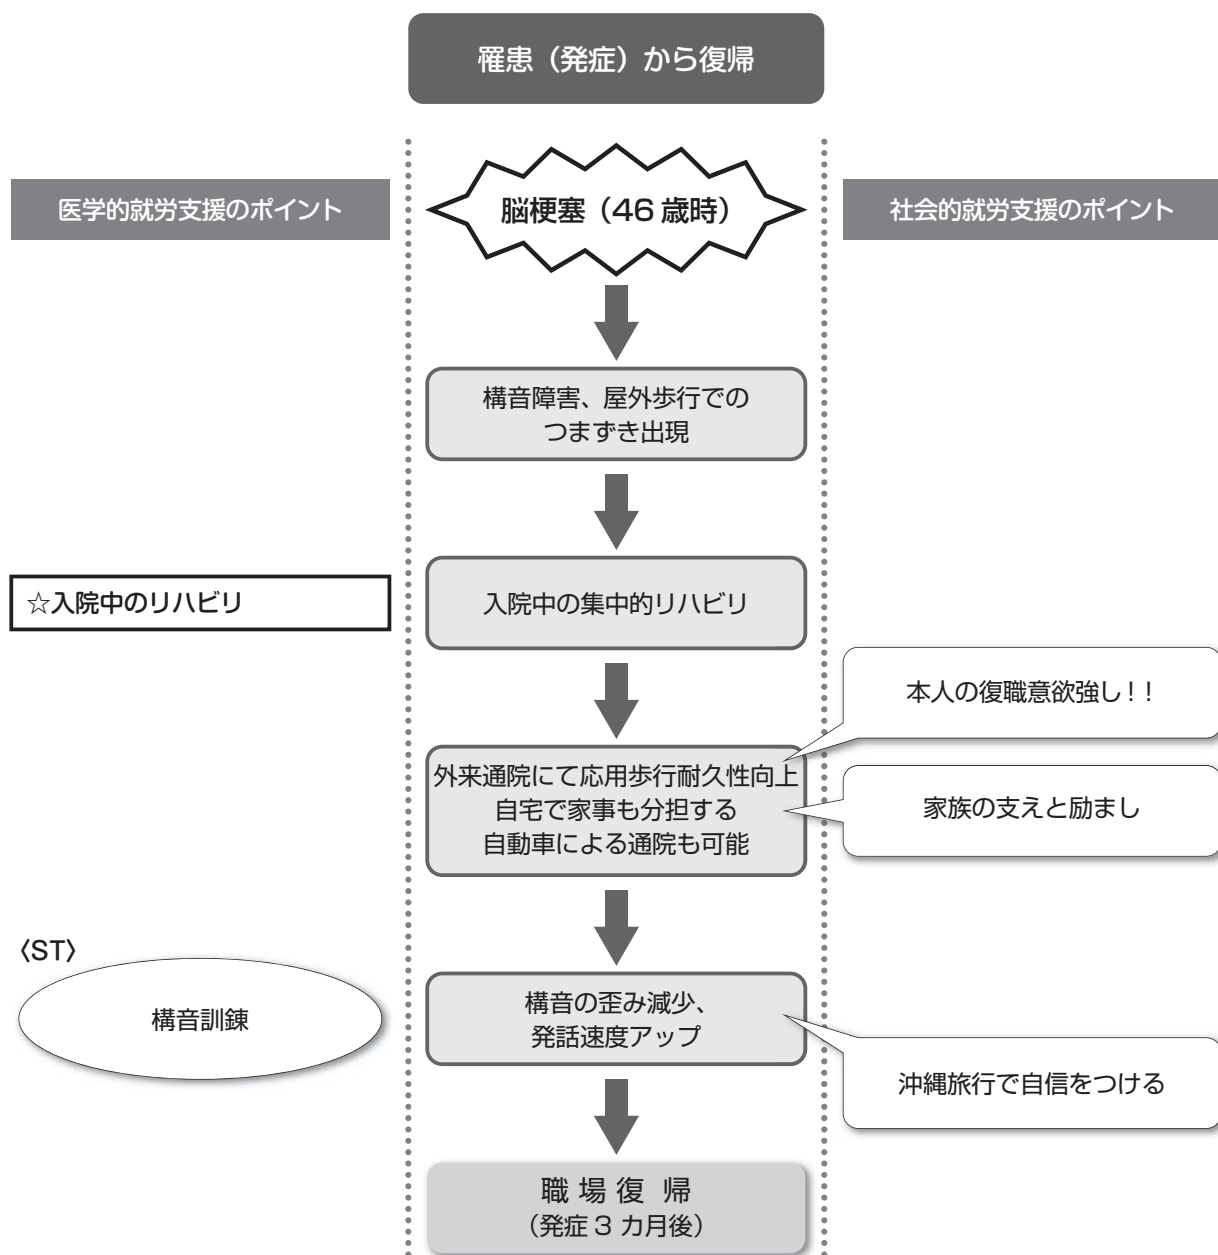 罹患（発症）から復帰
医学的就労支援のポイント
脳梗塞（46 歳時）
社会的就労支援のポイント
構音障害、屋外歩行での
つまずき出現
☆入院中のリハビリ
入院中の集中的リハビリ
本人の復職意欲強し！！
外来通院にて応用歩行耐久性向上
自宅で家事も分担する
自動車による通院も可能
家族の支えと励まし
〈ST〉
構音訓錬
構音の歪み減少、
発話速度アップ
沖縄旅行で自信をつける
職 場 復 帰
（発症 3 カ月後）